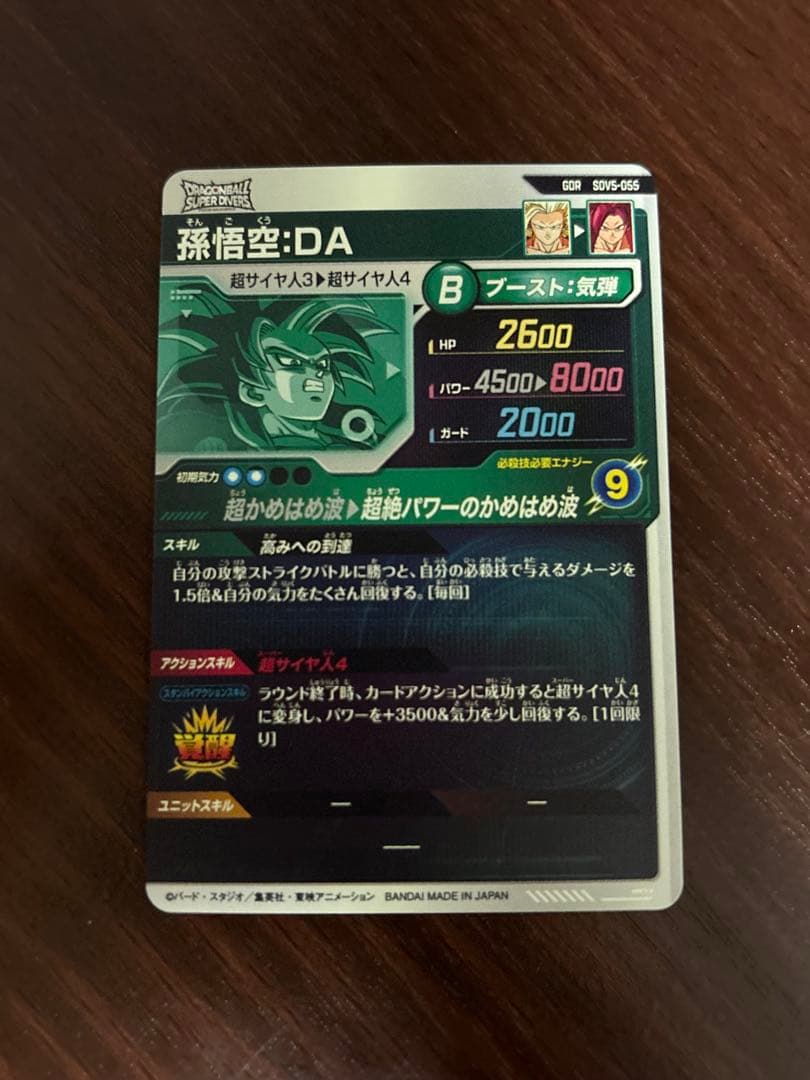 DRAGONBALL
SUPER DIVERS
GDR SDV5-055
そん ご くう
孫悟空:DA
超サイヤ人3▶超サイヤ人4
B ブースト:気弾
HP 2600
パワー 4500▶8000
ガード 2000
初期気力
必殺技必要エナジー
9
超かめはめ波▶超絶パワーのかめはめ波
スキル 高みへの到達
自分の攻撃ストライクバトルに勝つと、自分の必殺技で与えるダメージを
1.5倍&自分の気力をたくさん回復する。[毎回]
アクションスキル 超サイヤ人4
スタンバイアクションスキル
覚醒
ラウンド終了時、カードアクションに成功すると超サイヤ人4
に変身し、パワーを+3500&気力を少し回復する。[1回限
り]
ユニットスキル ー ー
ー
©バード・スタジオ/集英社・東映アニメーション BANDAI MADE IN JAPAN